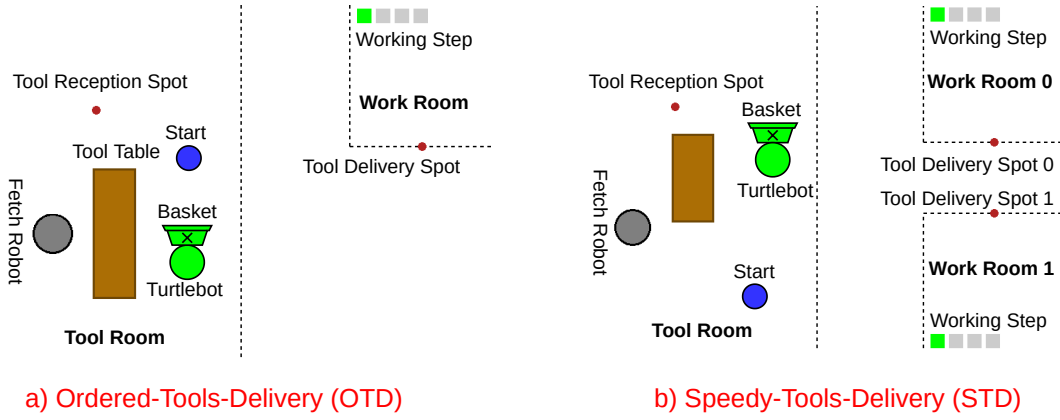 Working Step
Tool Reception Spot
Work Room
Start
Tool Table
Tool Delivery Spot
Fetch Robot
Basket
Turtlebot
Tool Room
a) Ordered-Tools-Delivery (OTD)
Working Step
Tool Reception Spot
Work Room 0
Basket
Tool Delivery Spot 0
Turtlebot
Tool Delivery Spot 1
Fetch Robot
Start
Work Room 1
Tool Room
Working Step
b) Speedy-Tools-Delivery (STD)